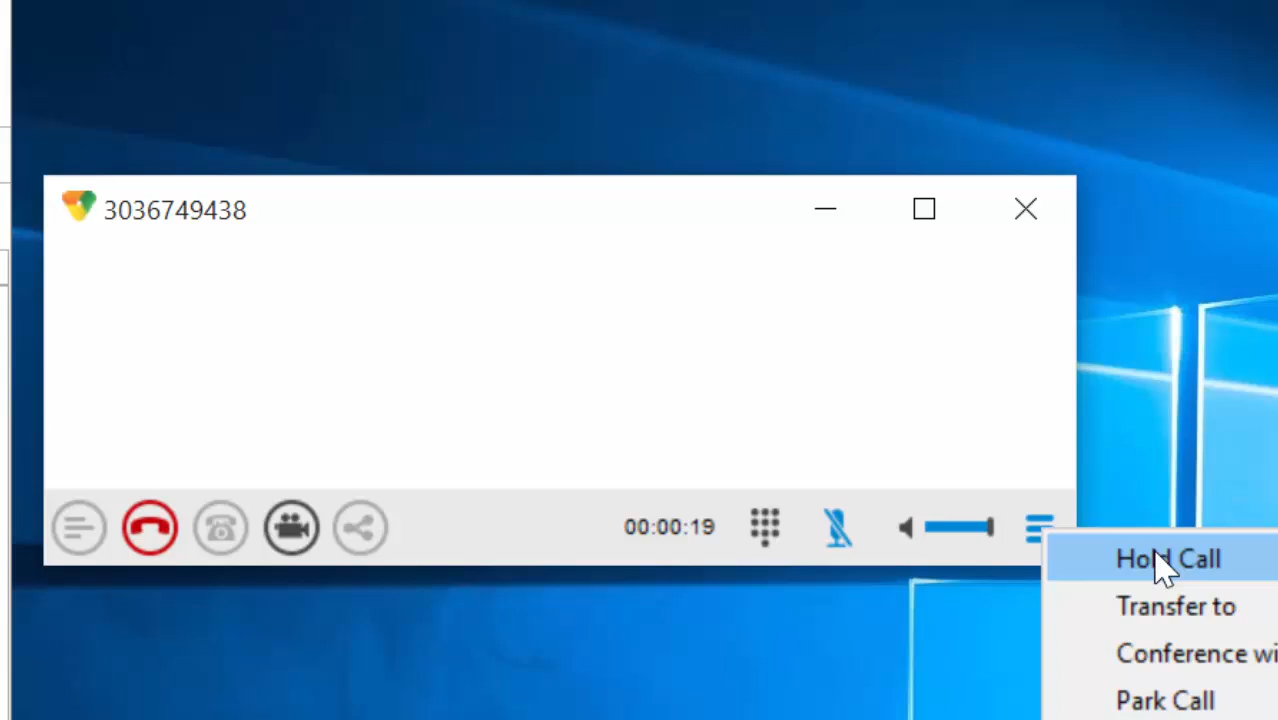 3036749438
00:00:19
Hold Call
Transfer to
Conference wi
Park Call